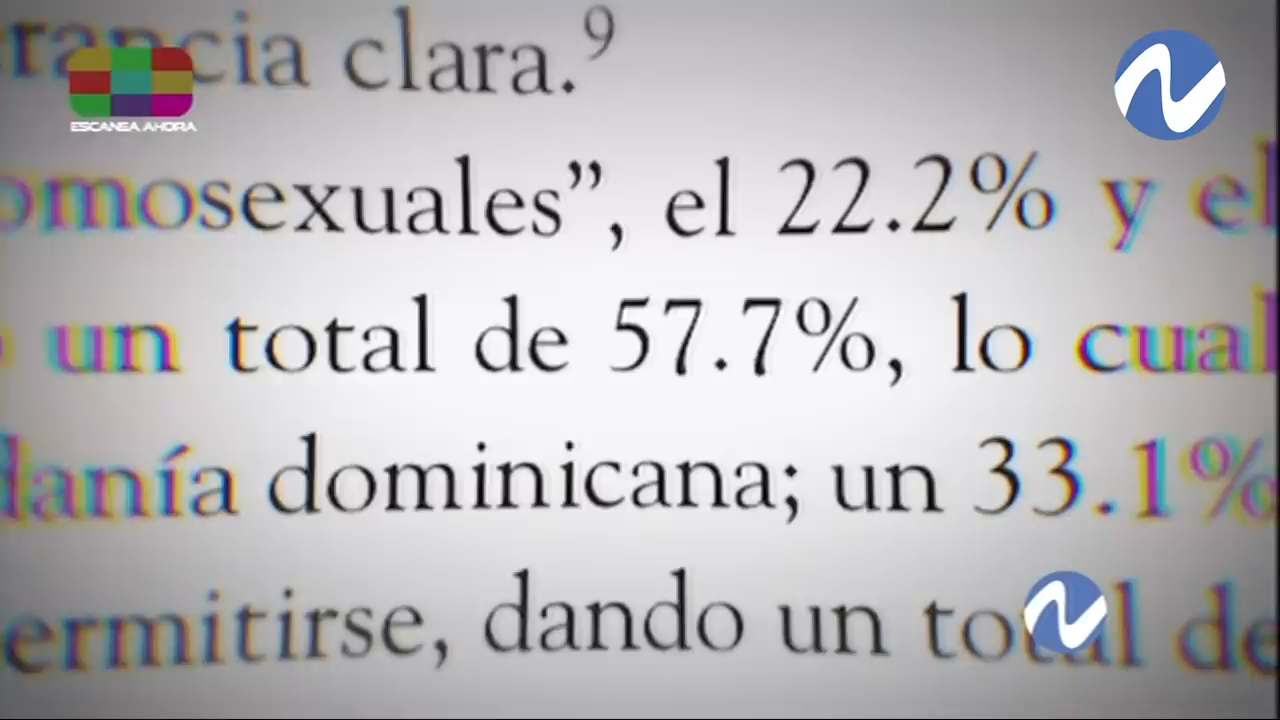 rancia clara.9
ESCANEA AHORA
omosexuales”, el 22.2% y el
un total de 57.7%, lo cual
danía dominicana; un 33.1%
ermitirse, dando un total de